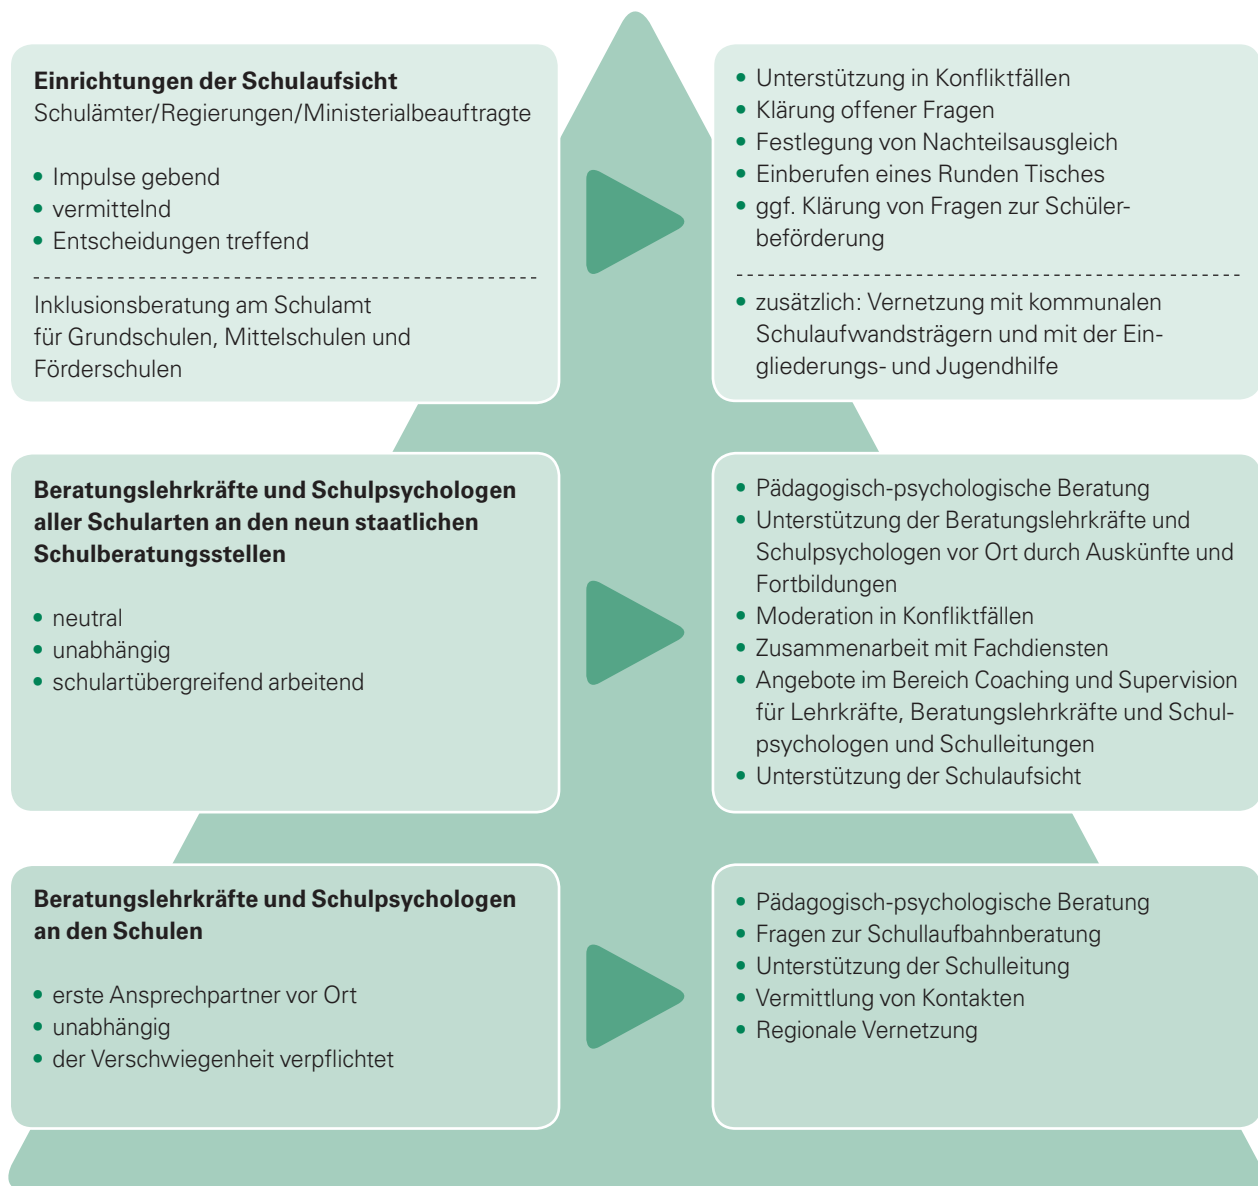 Einrichtungen der Schulaufsicht
Schulämter/Regierungen/Ministerialbeauftragte
• Impulse gebend
• vermittelnd
• Entscheidungen treffend
Inklusionsberatung am Schulamt
für Grundschulen, Mittelschulen und
Förderschulen
• Unterstützung in Konfliktfällen
• Klärung offener Fragen
• Festlegung von Nachteilsausgleich
• Einberufen eines Runden Tisches
• ggf. Klärung von Fragen zur Schüler-
beförderung
• zusätzlich: Vernetzung mit kommunalen
Schulaufwandsträgern und mit der Ein-
gliederungs- und Jugendhilfe
Beratungslehrkräfte und Schulpsychologen
aller Schularten an den neun staatlichen
Schulberatungsstellen
• neutral
• unabhängig
• schulartübergreifend arbeitend
• Pädagogisch-psychologische Beratung
• Unterstützung der Beratungslehrkräfte und
Schulpsychologen vor Ort durch Auskünfte und
Fortbildungen
• Moderation in Konfliktfällen
• Zusammenarbeit mit Fachdiensten
• Angebote im Bereich Coaching und Supervision
für Lehrkräfte, Beratungslehrkräfte und Schul-
psychologen und Schulleitungen
• Unterstützung der Schulaufsicht
Beratungslehrkräfte und Schulpsychologen
an den Schulen
• erste Ansprechpartner vor Ort
• unabhängig
• der Verschwiegenheit verpflichtet
• Pädagogisch-psychologische Beratung
• Fragen zur Schullaufbahnberatung
• Unterstützung der Schulleitung
• Vermittlung von Kontakten
• Regionale Vernetzung